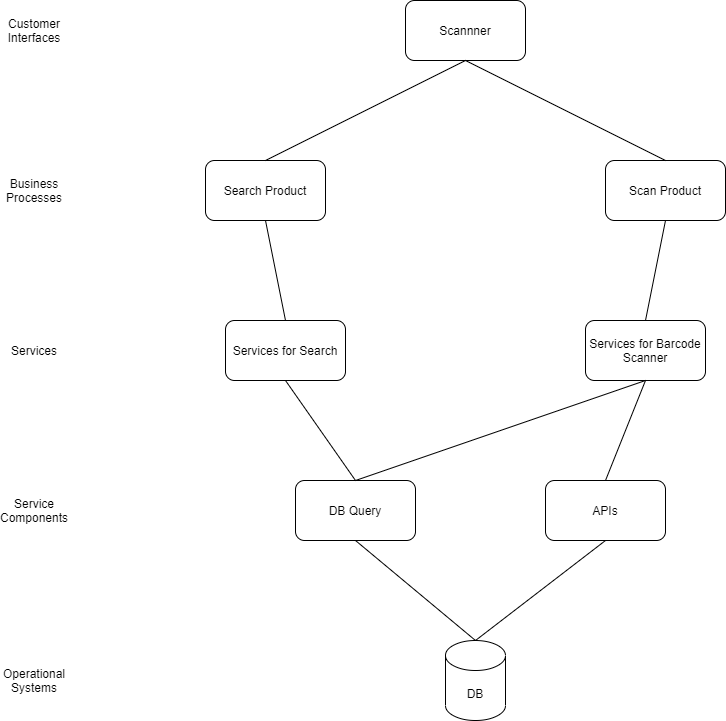 Customer
Interfaces
Scannner
Business
Processes
Search Product
Scan Product
Services
Services for Search
Services for Barcode
Scanner
Service
Components
DB Query
APIs
Operational
Systems
DB